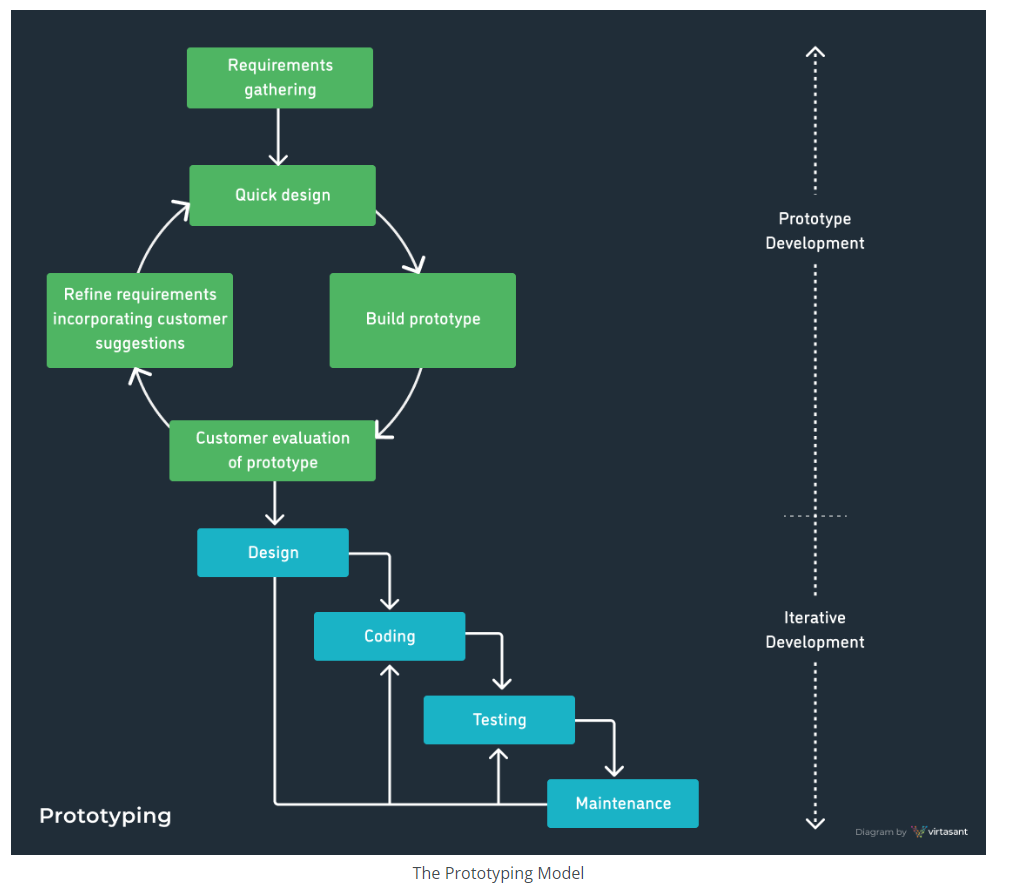 Requirements
gathering
Quick design
Prototype
Development
Refine requirements
incorporating customer
suggestions
Build prototype
Customer evaluation
of prototype
Design
Iterative
Development
Coding
Testing
Maintenance
Prototyping
Diagram by virtasant
The Prototyping Model